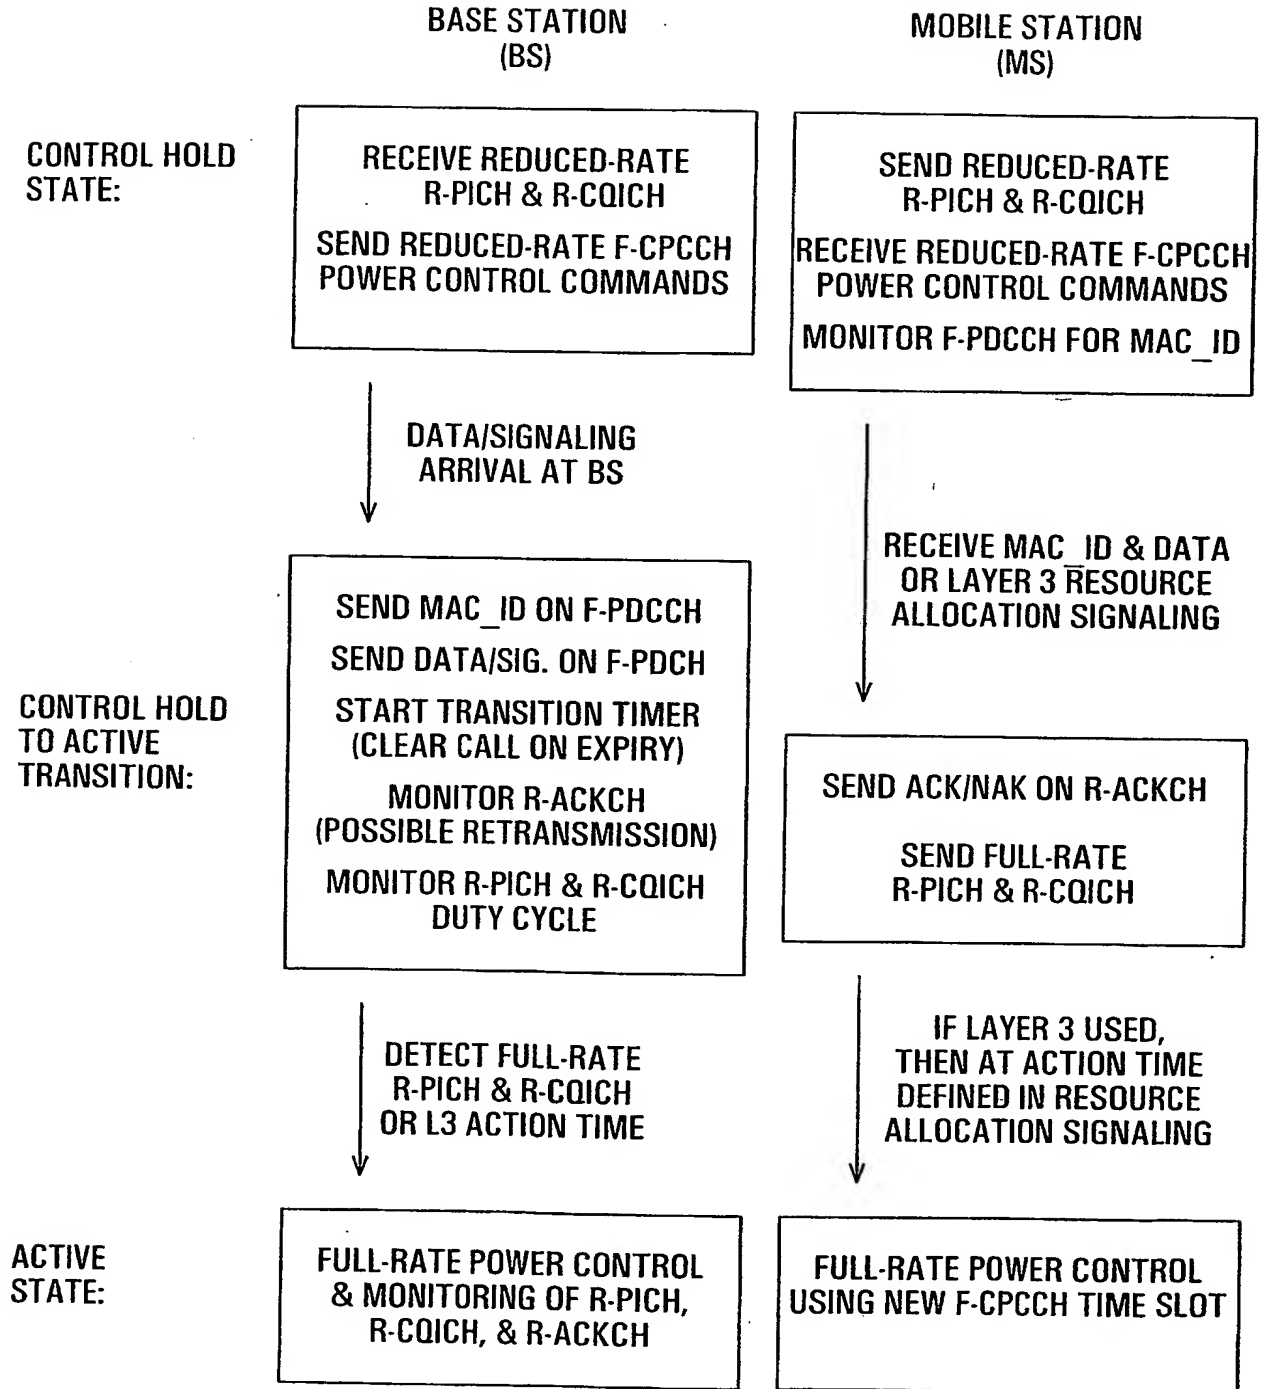 BASE STATION
(BS)
MOBILE STATION
(MS)
CONTROL HOLD
STATE:
RECEIVE REDUCED-RATE
R-PICH & R-CQICH
SEND REDUCED-RATE F-CPCCH
POWER CONTROL COMMANDS
SEND REDUCED-RATE
R-PICH & R-CQICH
RECEIVE REDUCED-RATE F-CPCCH
POWER CONTROL COMMANDS
MONITOR F-PDCCH FOR MAC_ID
DATA/SIGNALING
ARRIVAL AT BS
RECEIVE MAC_ID & DATA
OR LAYER 3 RESOURCE
ALLOCATION SIGNALING
CONTROL HOLD
TO ACTIVE
TRANSITION:
SEND MAC_ID ON F-PDCCH
SEND DATA/SIG. ON F-PDCH
START TRANSITION TIMER
(CLEAR CALL ON EXPIRY)
MONITOR R-ACKCH
(POSSIBLE RETRANSMISSION)
MONITOR R-PICH & R-CQICH
DUTY CYCLE
SEND ACK/NAK ON R-ACKCH
SEND FULL-RATE
R-PICH & R-CQICH
DETECT FULL-RATE
R-PICH & R-CQICH
OR L3 ACTION TIME
IF LAYER 3 USED,
THEN AT ACTION TIME
DEFINED IN RESOURCE
ALLOCATION SIGNALING
ACTIVE
STATE:
FULL-RATE POWER CONTROL
& MONITORING OF R-PICH,
R-CQICH, & R-ACKCH
FULL-RATE POWER CONTROL
USING NEW F-CPCCH TIME SLOT